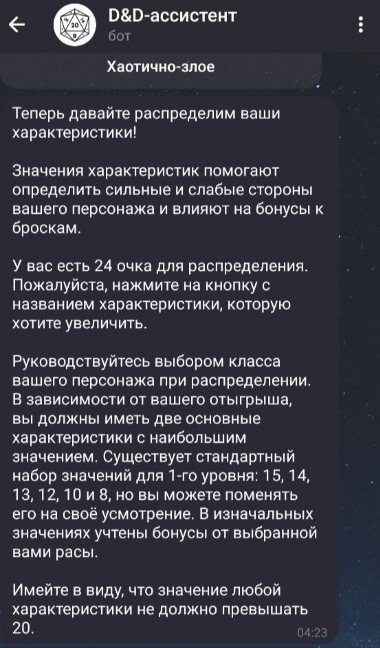 D&D-ассистент
бот
Хаотично-злое
Теперь давайте распределим ваши
характеристики!
Значения характеристик помогают
определить сильные и слабые стороны
вашего персонажа и влияют на бонусы к
броскам.
У вас есть 24 очка для распределения.
Пожалуйста, нажмите на кнопку с
названием характеристики, которую
хотите увеличить.
Руководствуйтесь выбором класса
вашего персонажа при распределении.
В зависимости от вашего отыгрыша,
вы должны иметь две основные
характеристики с наибольшим
значением. Существует стандартный
набор значений для 1-го уровня: 15, 14,
13, 12, 10 и 8, но вы можете поменять
его на своё усмотрение. В изначальных
значениях учтены бонусы от выбранной
вами расы.
Имейте в виду, что значение любой
характеристики не должно превышать
20.
04:23